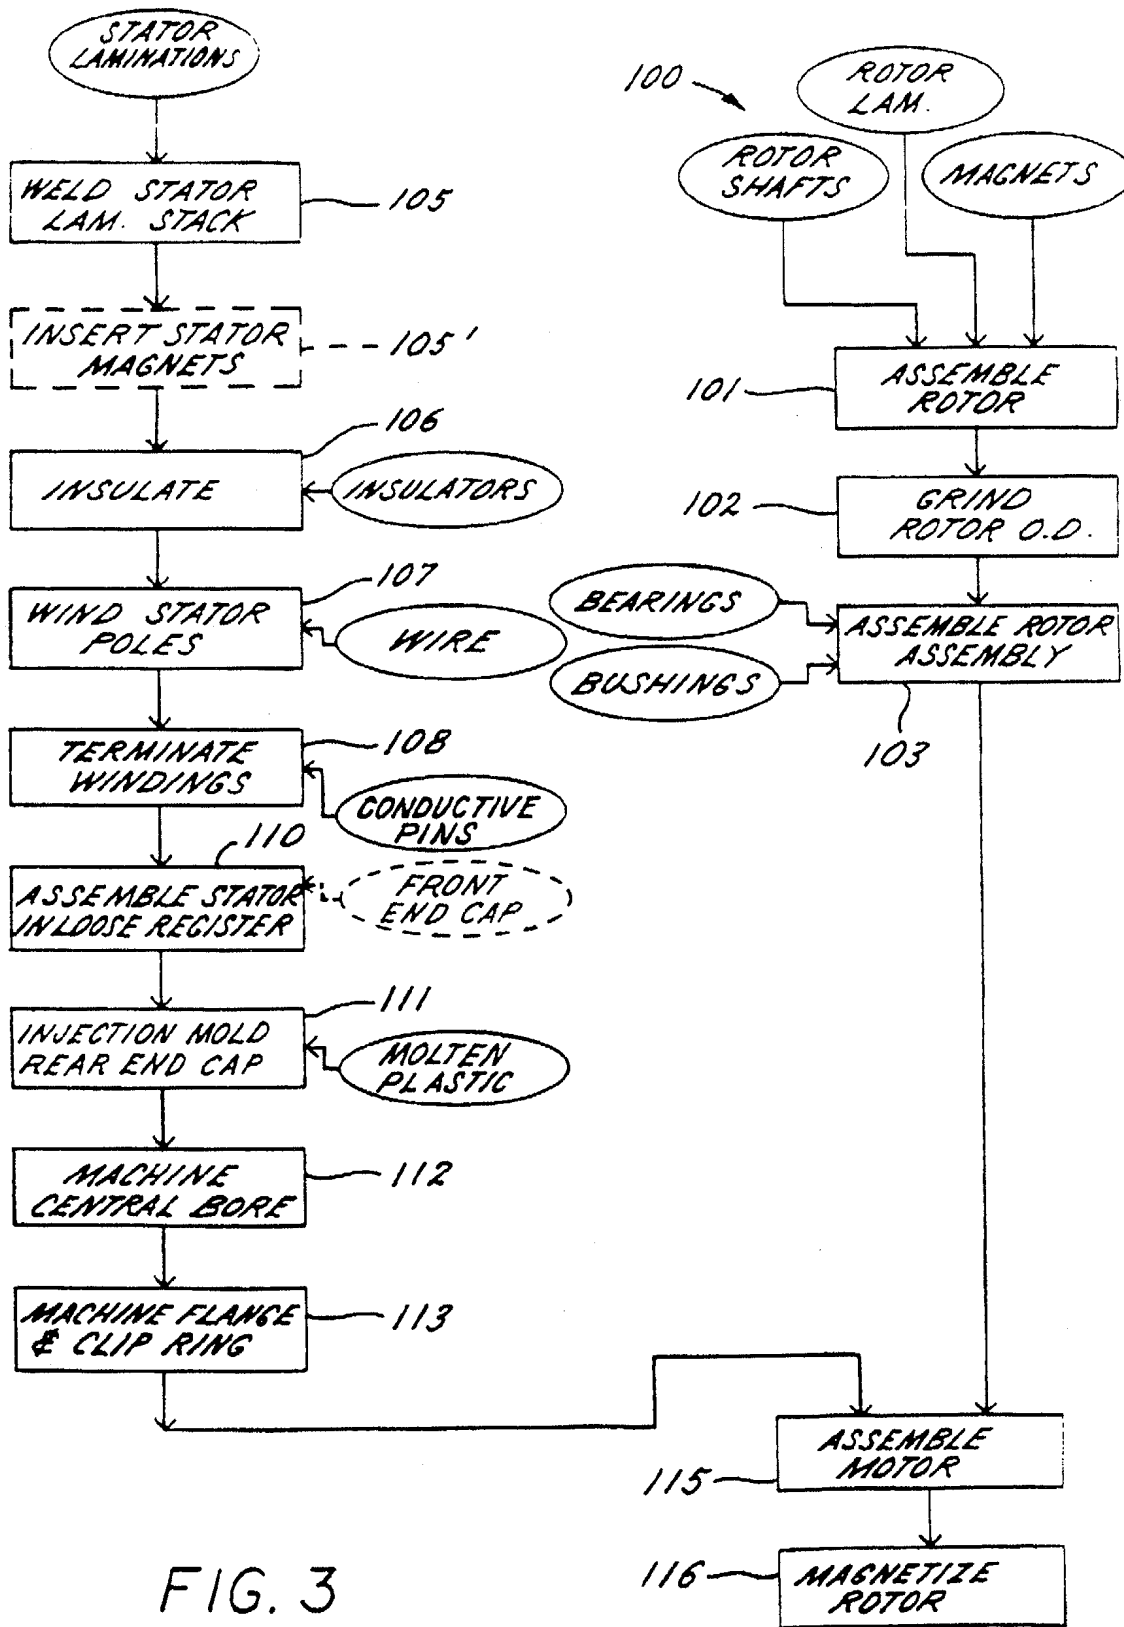 STATOR
LAMINATIONS
WELD STATOR
LAM. STACK
105
INSERT STATOR
MAGNETS
105'
106
INSULATE
INSULATORS
107
WIND STATOR
POLES
WIRE
108
TERMINATE
WINDINGS
CONDUCTIVE
PINS
110
ASSEMBLE STATOR
IN LOOSE REGISTER
FRONT
END CAP
111
INJECTION MOLD
REAR END CAP
MOLTEN
PLASTIC
MACHINE
CENTRAL BORE
112
MACHINE FLANGE
& CLIP RING
113
100
ROTOR
LAM.
ROTOR
SHAFTS
MAGNETS
101
ASSEMBLE
ROTOR
102
GRIND
ROTOR O.D.
BEARINGS
BUSHINGS
ASSEMBLE ROTOR
ASSEMBLY
103
ASSEMBLE
MOTOR
115
MAGNETIZE
ROTOR
116
FIG. 3